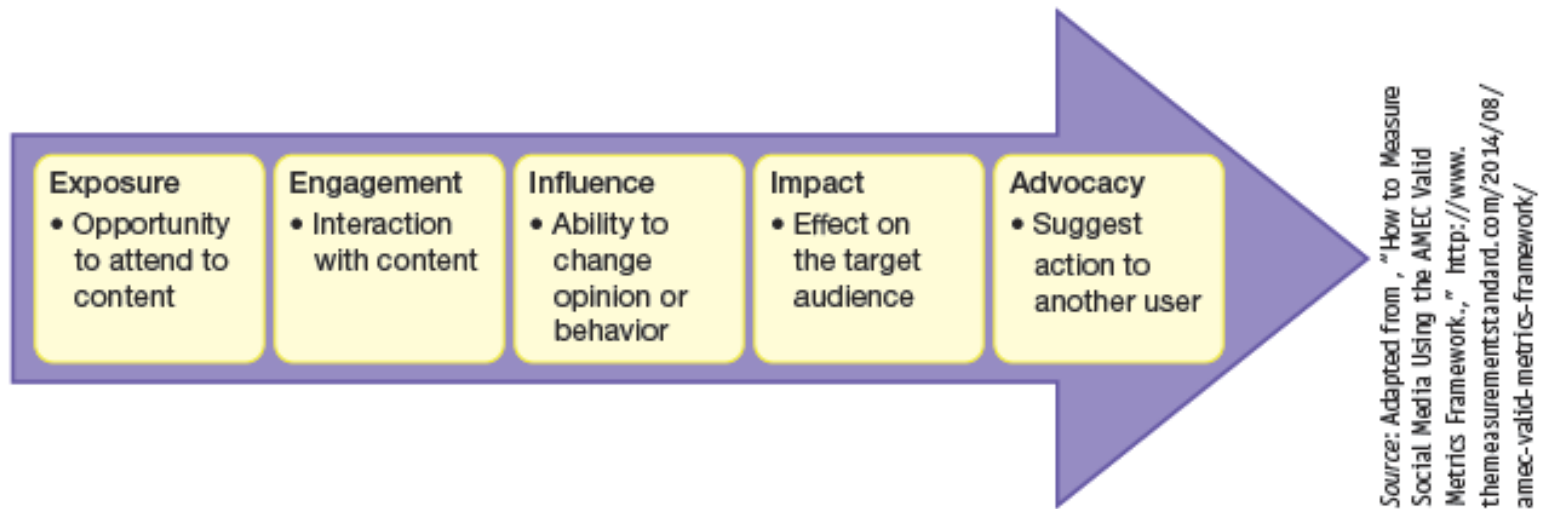 Exposure
• Opportunity
to attend to
content
Engagement
• Interaction
with content
Influence
• Ability to
change
opinion or
behavior
Impact
• Effect on
the target
audience
Advocacy
• Suggest
action to
another user
Source: Adapted from , "How to Measure
Social Media Using the AMEC Valid
Metrics Framework.," http://www.
themeasurementstandard.com/2014/08/
amec-valid-metrics-framework/